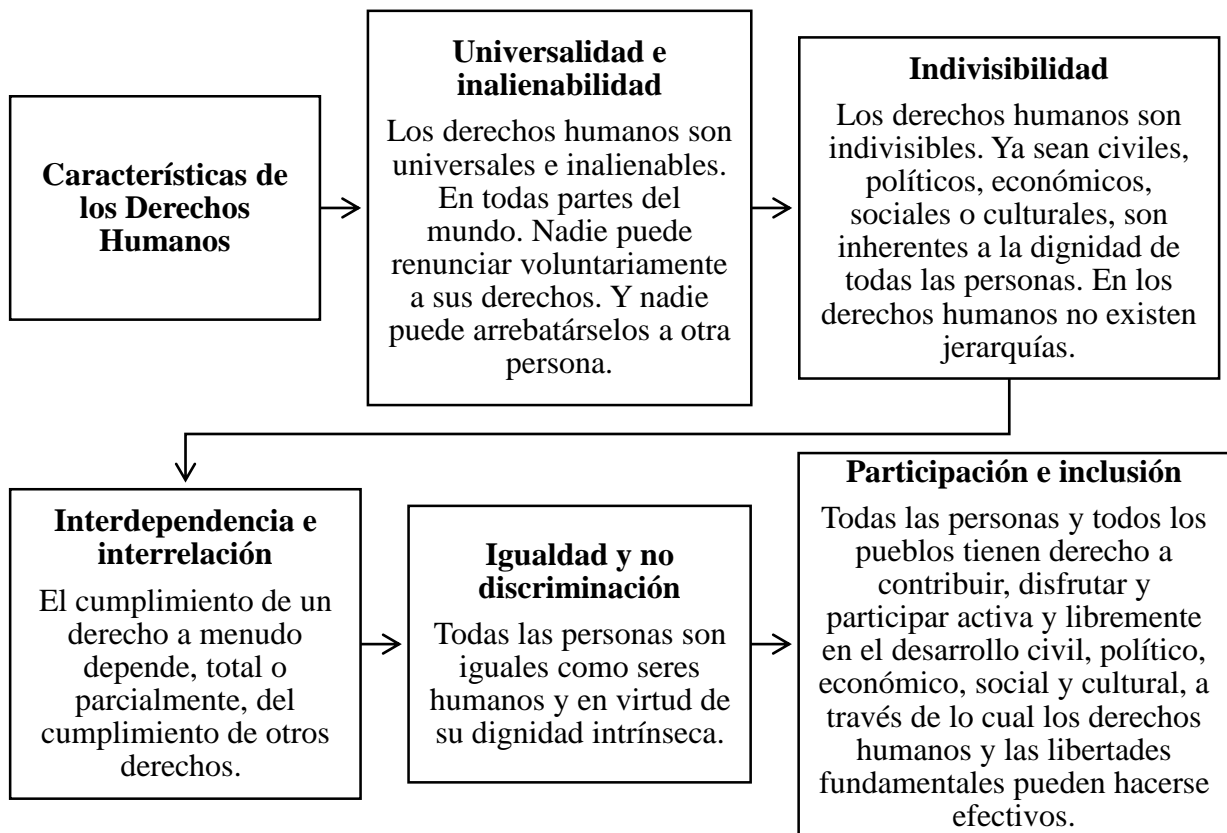 Características de
los Derechos
Humanos
Universalidad e
inalienabilidad
Los derechos humanos son
universales e inalienables.
En todas partes del
mundo. Nadie puede
renunciar voluntariamente
a sus derechos. Y nadie
puede arrebatárselos a otra
persona.
Indivisibilidad
Los derechos humanos son
indivisibles. Ya sean civiles,
políticos, económicos,
sociales o culturales, son
inherentes a la dignidad de
todas las personas. En los
derechos humanos no existen
jerarquías.
Interdependencia e
interrelación
El cumplimiento de un
derecho a menudo
depende, total o
parcialmente, del
cumplimiento de otros
derechos.
Igualdad y no
discriminación
Todas las personas son
iguales como seres
humanos y en virtud de
su dignidad intrínseca.
Participación e inclusión
Todas las personas y todos los
pueblos tienen derecho a
contribuir, disfrutar y
participar activa y libremente
en el desarrollo civil, político,
económico, social y cultural, a
través de lo cual los derechos
humanos y las libertades
fundamentales pueden hacerse
efectivos.